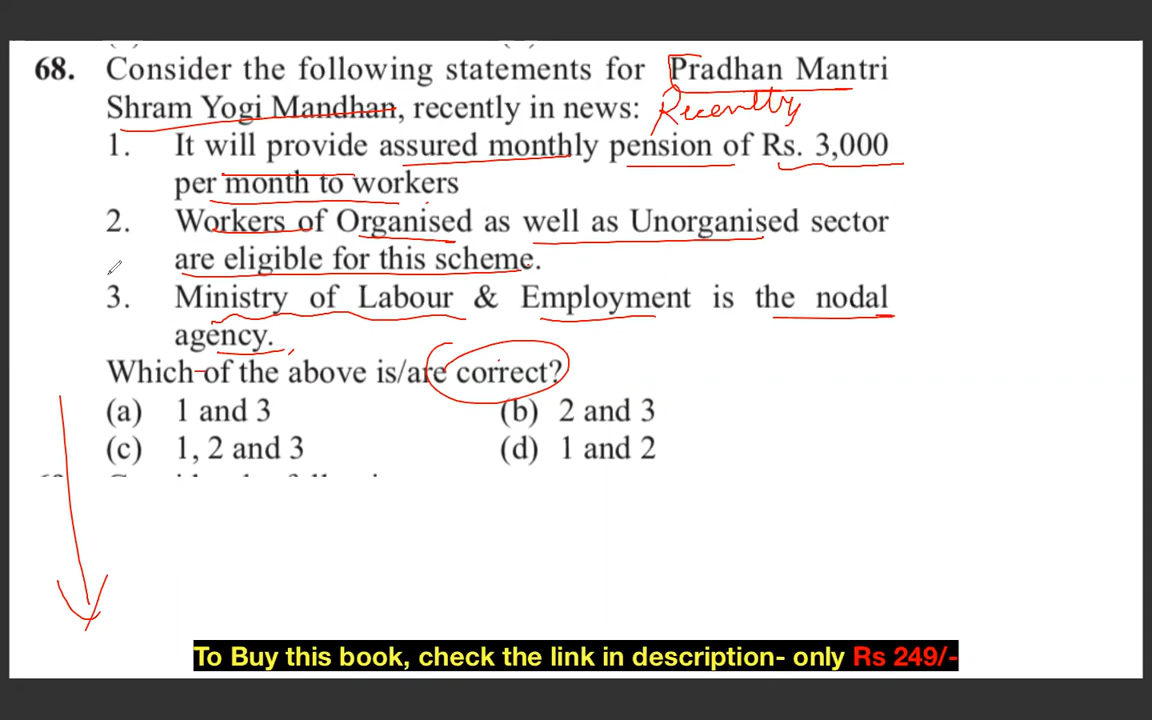 68. Consider the following statements for Pradhan Mantri
Shram Yogi Mandhan, recently in news: Recently
1. It will provide assured monthly pension of Rs. 3,000
per month to workers
2. Workers of Organised as well as Unorganised sector
are eligible for this scheme.
3. Ministry of Labour & Employment is the nodal
agency.
Which of the above is/are correct?
(a) 1 and 3 (b) 2 and 3
(c) 1, 2 and 3 (d) 1 and 2
To Buy this book, check the link in description- only Rs 249/-